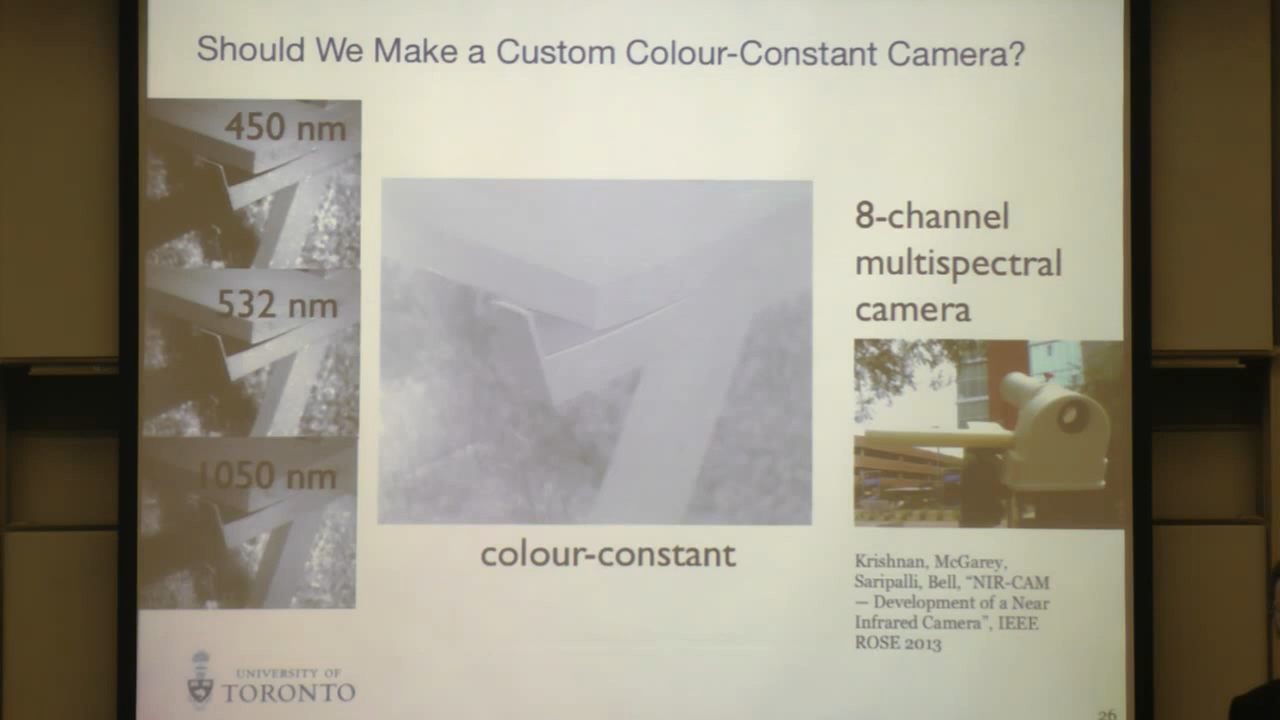 Should We Make a Custom Colour-Constant Camera?
450 nm
532 nm
1050 nm
colour-constant
8-channel
multispectral
camera
Krishnan, McGarey,
Saripalli, Bell, “NIR-CAM
— Development of a Near
Infrared Camera”, IEEE
ROSE 2013
UNIVERSITY OF
TORONTO
26